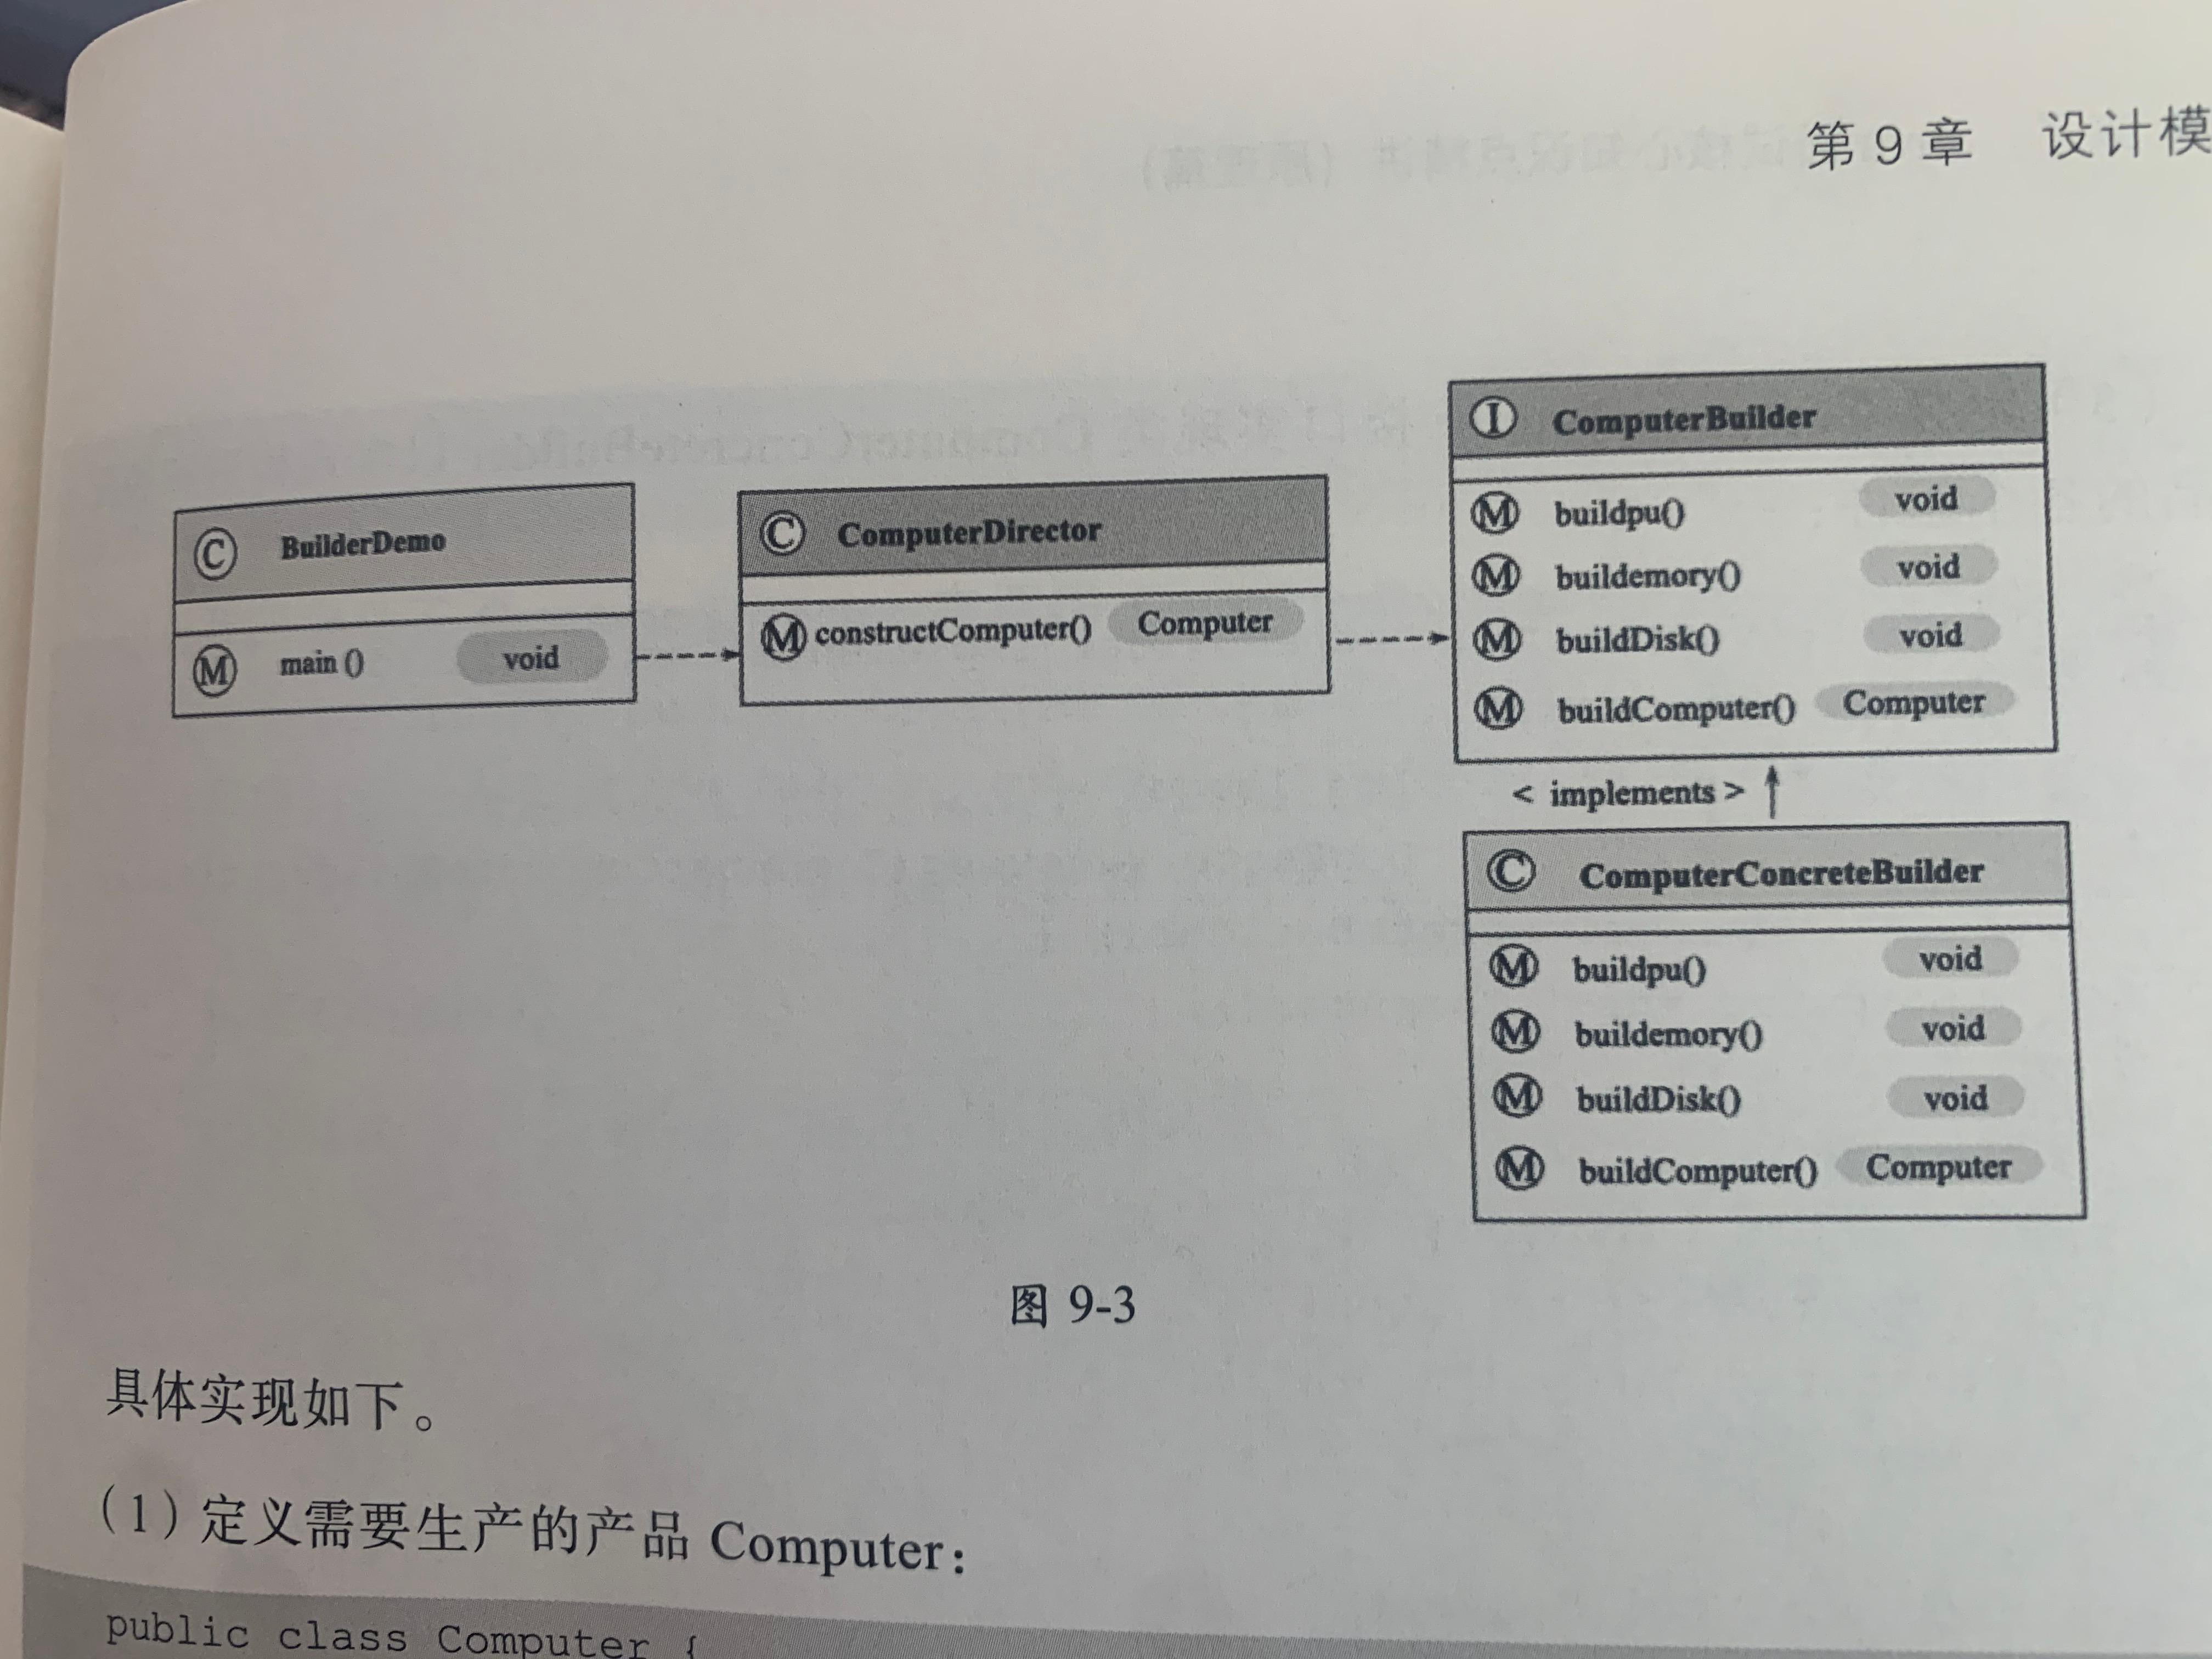 第 9 章 设计模
C BuilderDemo
M main () void
C ComputerDirector
M constructComputer() Computer
I ComputerBuilder
M buildpu() void
M buildemory() void
M buildDisk() void
M buildComputer() Computer
< implements >
C ComputerConcreteBuilder
M buildpu() void
M buildemory() void
M buildDisk() void
M buildComputer() Computer
图 9-3
具体实现如下。
(1) 定义需要生产的产品 Computer：
public class Computer {